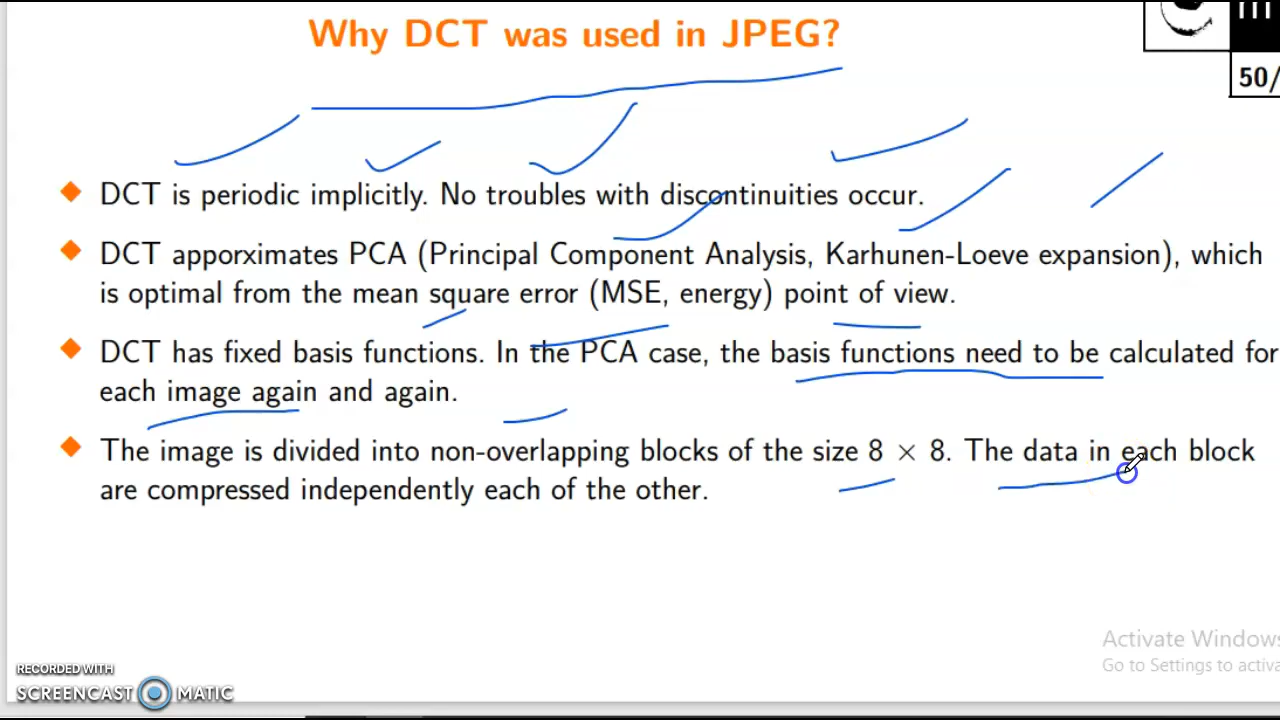 Why DCT was used in JPEG?
50/
DCT is periodic implicitly. No troubles with discontinuities occur.
DCT apporximates PCA (Principal Component Analysis, Karhunen-Loeve expansion), which
is optimal from the mean square error (MSE, energy) point of view.
DCT has fixed basis functions. In the PCA case, the basis functions need to be calculated for
each image again and again.
The image is divided into non-overlapping blocks of the size 8 × 8. The data in each block
are compressed independently each of the other.
Activate Windows
Go to Settings to activa
RECORDED WITH
SCREENCAST MATIC